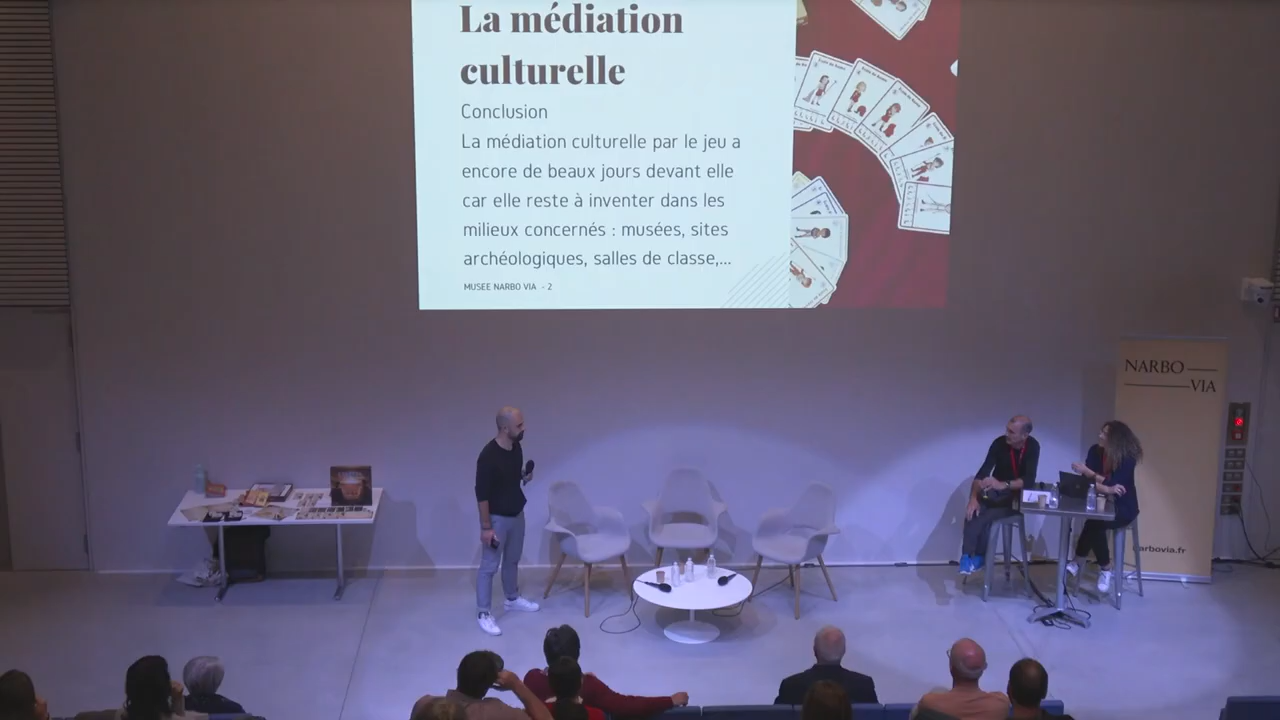 La médiation
culturelle
Conclusion
La médiation culturelle par le jeu a
encore de beaux jours devant elle
car elle reste à inventer dans les
milieux concernés : musées, sites
archéologiques, salles de classe,...
MUSEE NARBO VIA - 2
NARBO
VIA
narbovia.fr